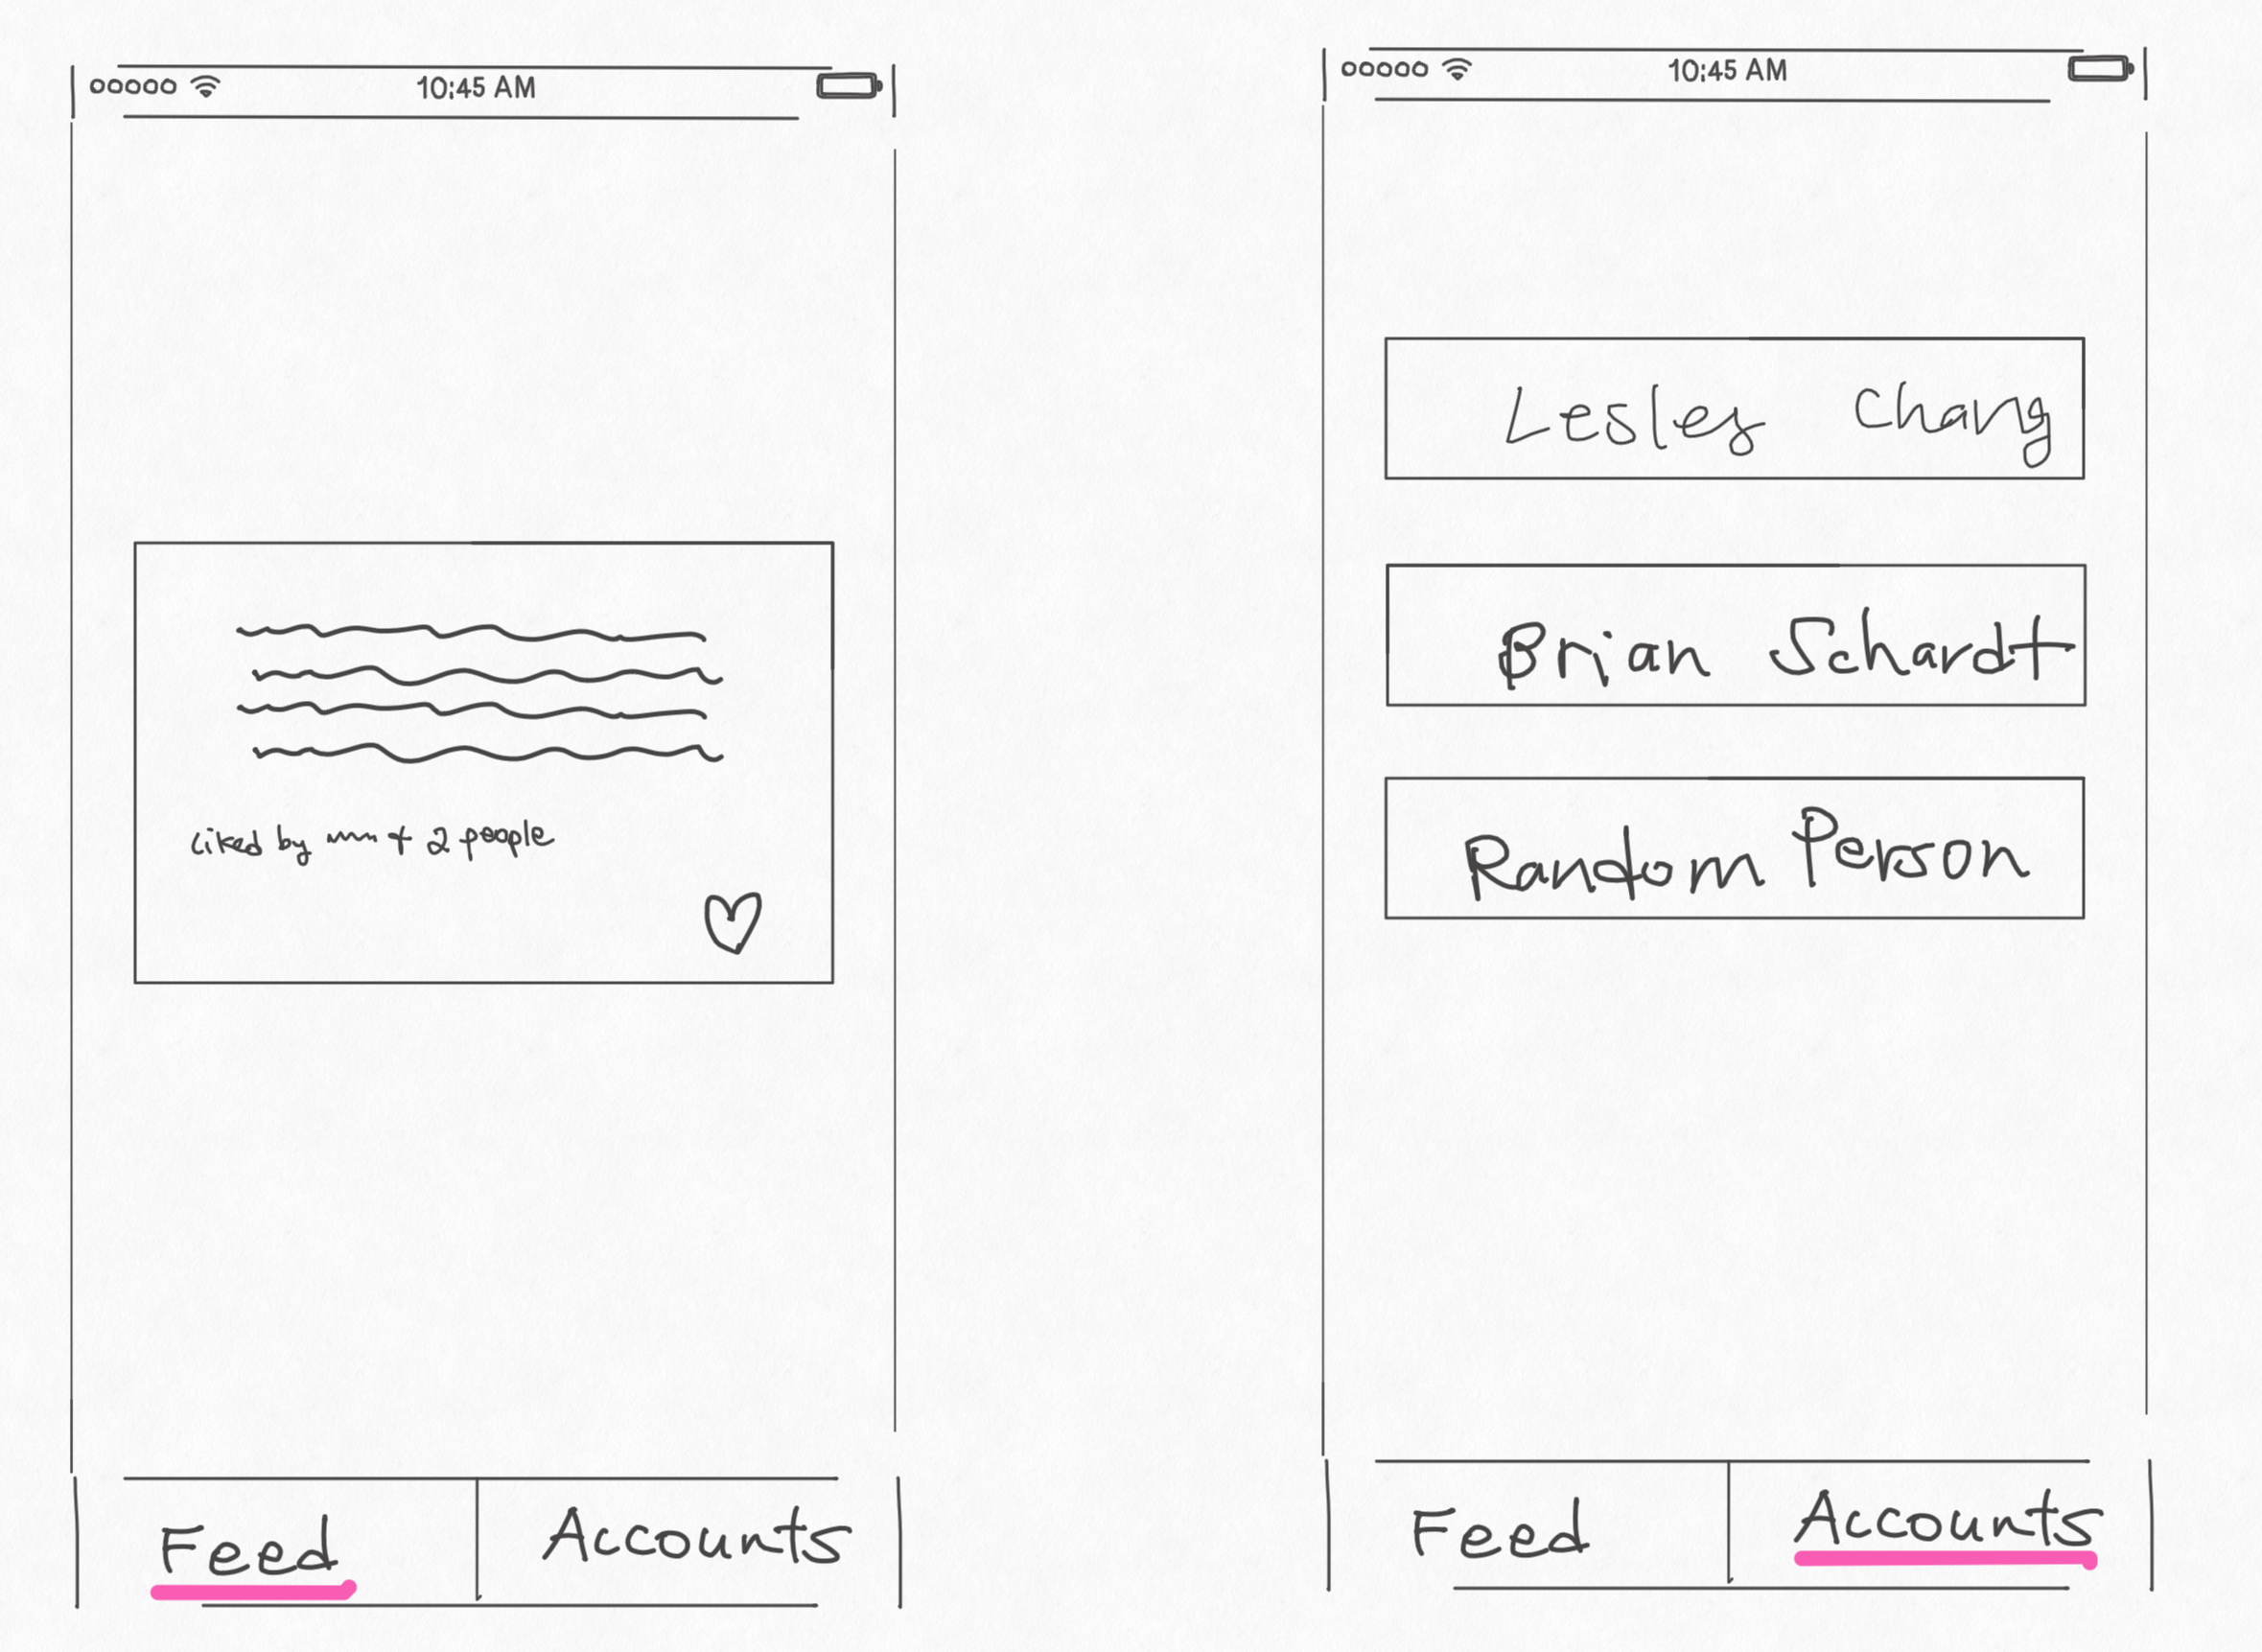 10:45 AM
liked by + 2 people
Feed
Accounts
10:45 AM
Lesley Chang
Brian Schardt
Random Person
Feed
Accounts